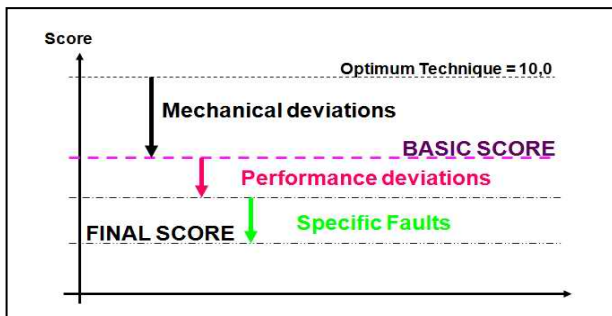 Score
Optimum Technique = 10,0
Mechanical deviations
BASIC SCORE
Performance deviations
Specific Faults
FINAL SCORE